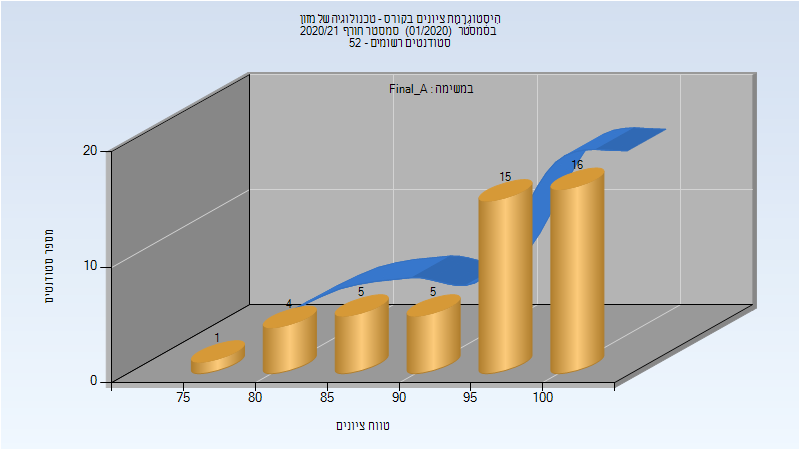 היסטוגרמת ציונים בקורס - טכנולוגיה של מזון
בסמסטר (01/2020) סמסטר חורף 2020/21
סטודנטים רשומים - 52
במשימה : Final_A
20
10
0
מספר סטודנטים
1
4
5
5
15
16
75
80
85
90
95
100
טווח ציונים